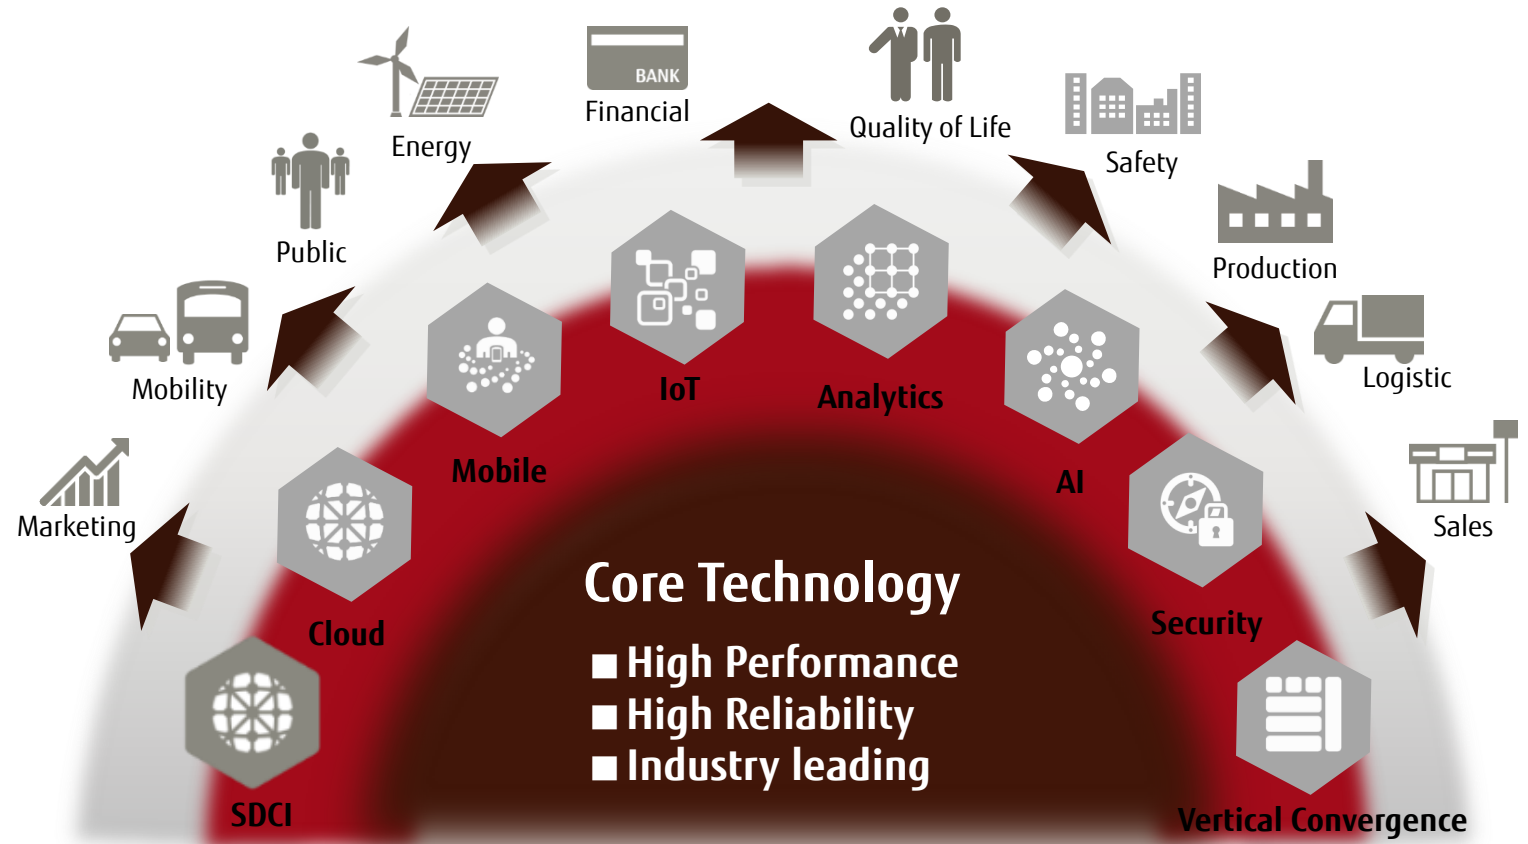 BANK
Financial
Quality of Life
Energy
Safety
Public
Production
Mobility
Logistic
Marketing
Sales
IoT
Analytics
Mobile
AI
Cloud
Security
SDCI
Vertical Convergence
Core Technology
■ High Performance
■ High Reliability
■ Industry leading